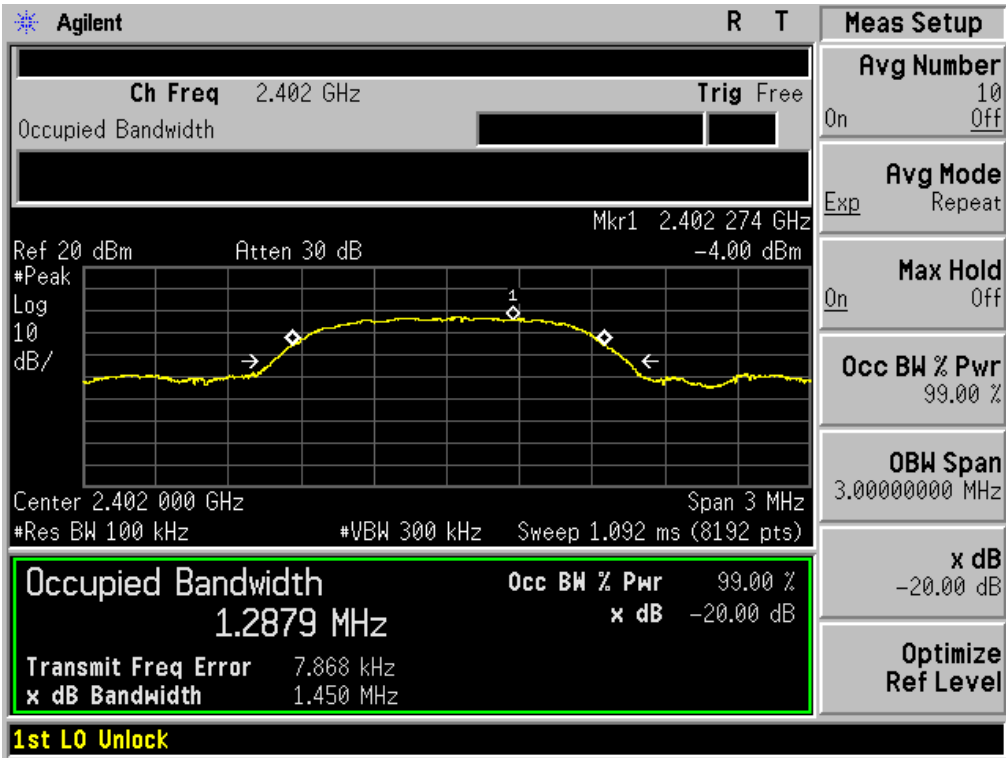 Agilent R T
Ch Freq 2.402 GHz Trig Free
Occupied Bandwidth
Mkr1 2.402 274 GHz
Ref 20 dBm Atten 30 dB -4.00 dBm
#Peak
Log
10
dB/
1
Center 2.402 000 GHz Span 3 MHz
#Res BW 100 kHz #VBW 300 kHz Sweep 1.092 ms (8192 pts)
Occupied Bandwidth
1.2879 MHz
Occ BW % Pwr 99.00 %
x dB -20.00 dB
Transmit Freq Error 7.868 kHz
x dB Bandwidth 1.450 MHz
1st LO Unlock
Meas Setup
Avg Number
10
On Off
Avg Mode
Exp Repeat
Max Hold
On Off
Occ BW % Pwr
99.00 %
OBW Span
3.00000000 MHz
x dB
-20.00 dB
Optimize
Ref Level